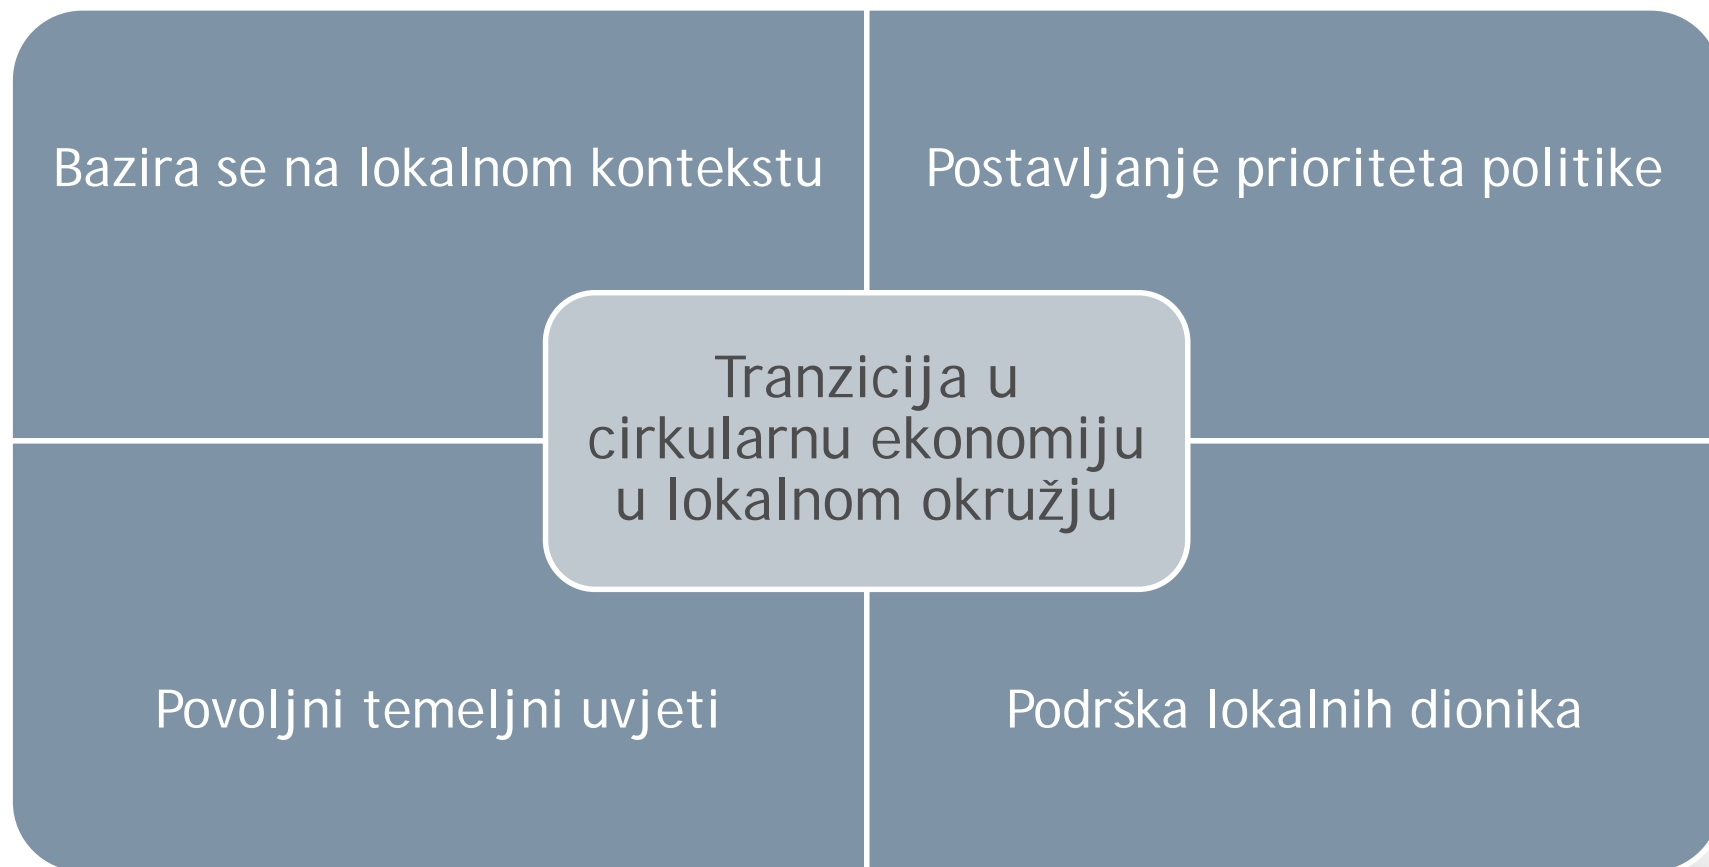 Bazira se na lokalnom kontekstu
Postavljanje prioriteta politike
Tranzicija u
cirkularnu ekonomiju
u lokalnom okružju
Povoljni temeljni uvjeti
Podrška lokalnih dionika